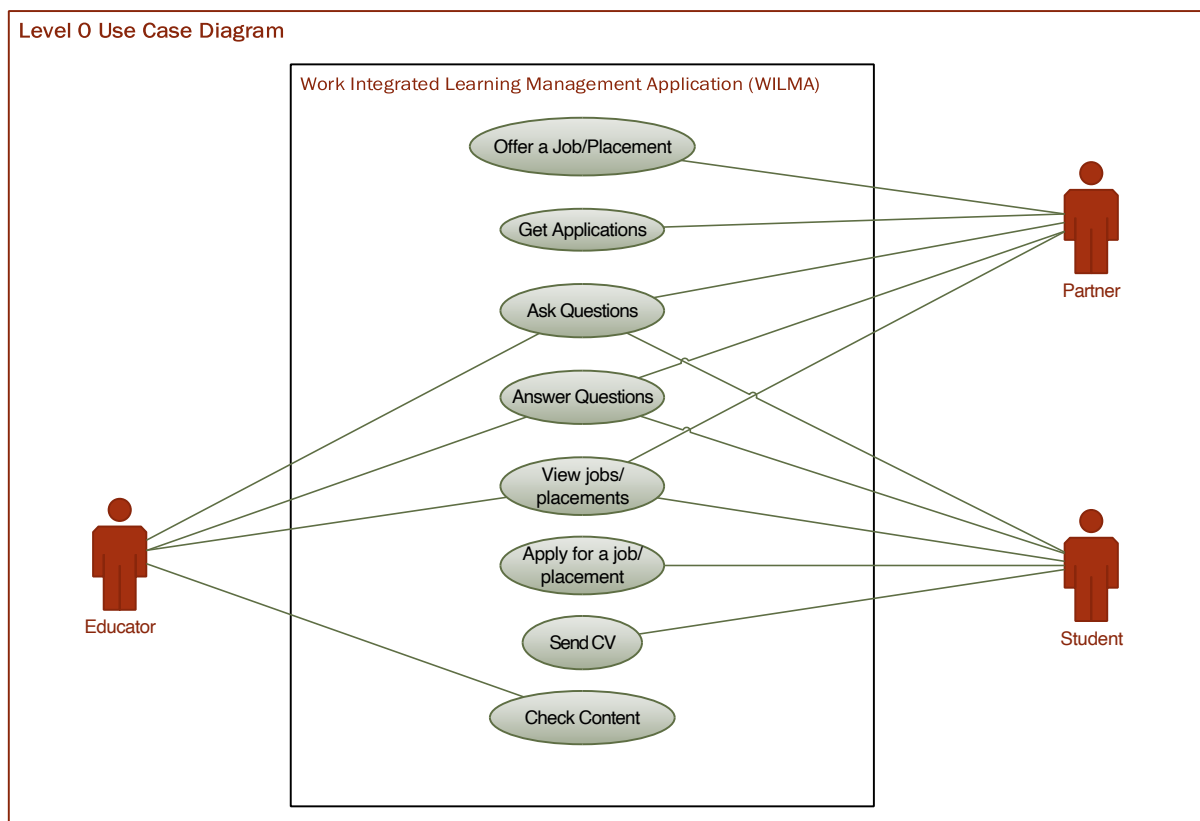 Level 0 Use Case Diagram
Work Integrated Learning Management Application (WILMA)
Offer a Job/Placement
Get Applications
Partner
Ask Questions
Answer Questions
View jobs/
placements
Apply for a job/
placement
Educator
Student
Send CV
Check Content